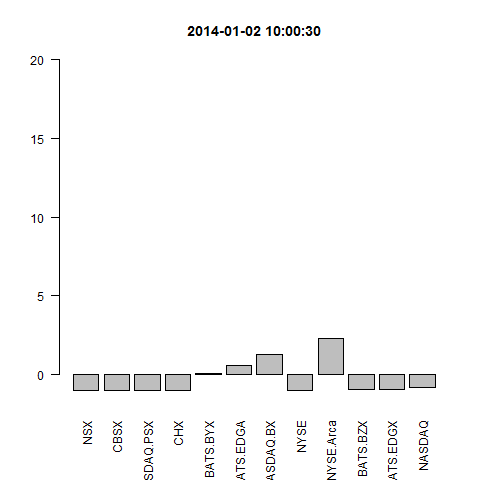 2014-01-02 10:00:30
20
15
10
5
0
NSX
CBSX
SDAQ.PSX
CHX
BATS.BYX
ATS.EDGA
ASDAQ.BX
NYSE
NYSE.Arca
BATS.BZX
ATS.EDGX
NASDAQ